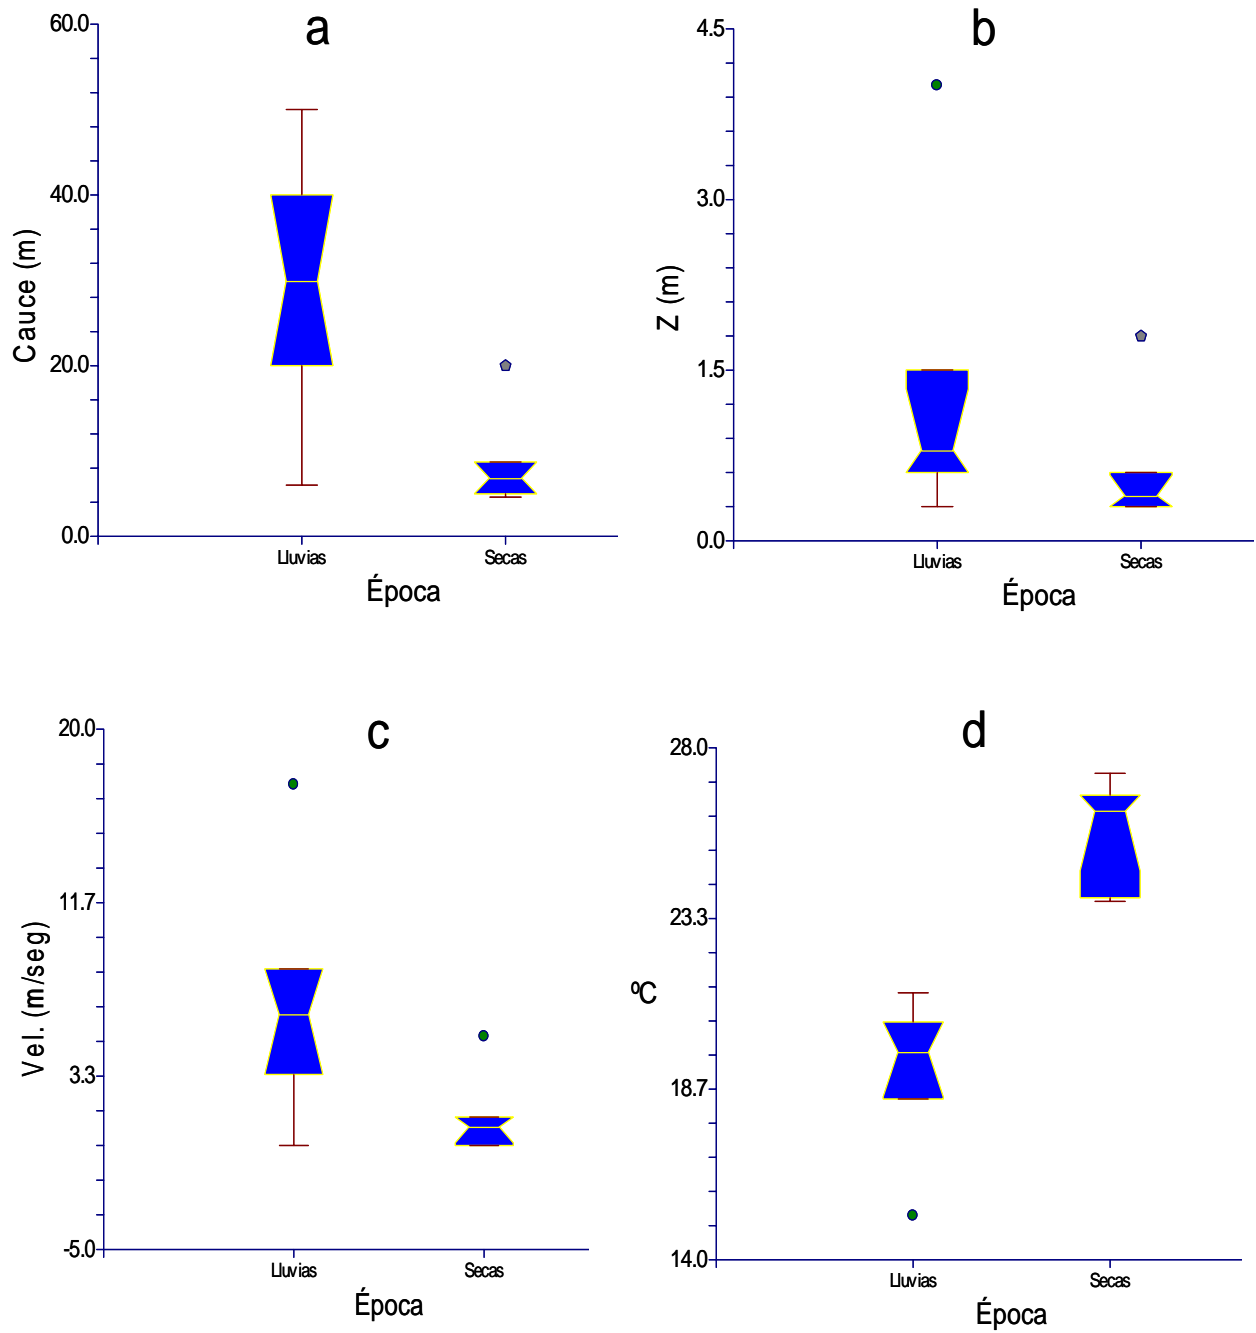 a
60.0
40.0
20.0
0.0
Cauce (m)
Lluvias Secas
Época
b
4.5
3.0
1.5
0.0
Z (m)
Lluvias Secas
Época
c
20.0
11.7
3.3
-5.0
Vel. (m/seg)
Lluvias Secas
Época
d
28.0
23.3
18.7
14.0
ºC
Lluvias Secas
Época